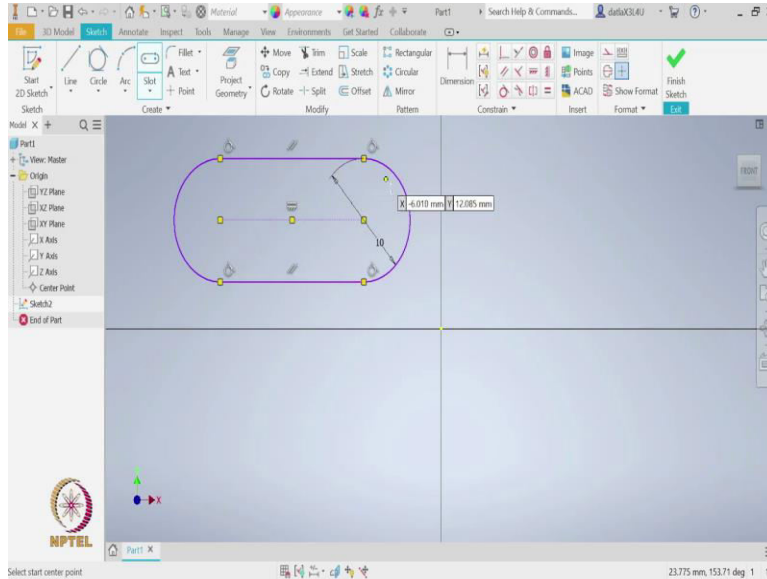 Material
Appearance
fx
Part1
Search Help & Commands...
datlaX3L4U
File 3D Model Sketch Annotate Inspect Tools Manage View Environments Get Started Collaborate
Start
2D Sketch
Line
Circle
Arc
Slot
Fillet
A Text
Point
Project
Geometry
Move Trim Scale
Copy Extend Stretch
Rotate Split Offset
Rectangular
Circular
Mirror
Dimension
Image
Points
ACAD
Show Format
Finish
Sketch
Sketch Create Modify Pattern Constrain Insert Format Exit
Model X +
Part1
View: Master
Origin
YZ Plane
XZ Plane
XY Plane
X Axis
Y Axis
Z Axis
Center Point
Sketch2
End of Part
FRONT
X -6.010 mm Y 12.085 mm
10
X
NPTEL
Part1 X
Select start center point
23.775 mm, 153.71 deg 1